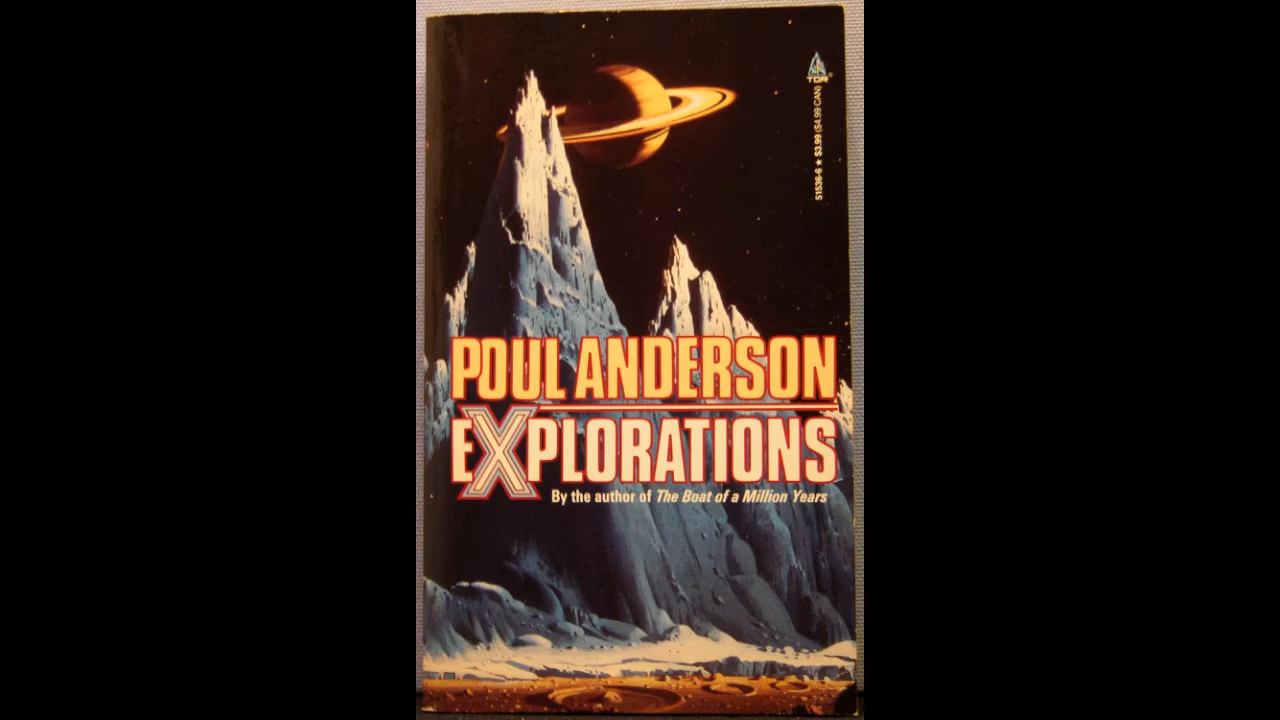 TOR
51536-6 ★ $3.99 ($4.99 CAN)
POUL ANDERSON
EXPLORATIONS
By the author of The Boat of a Million Years